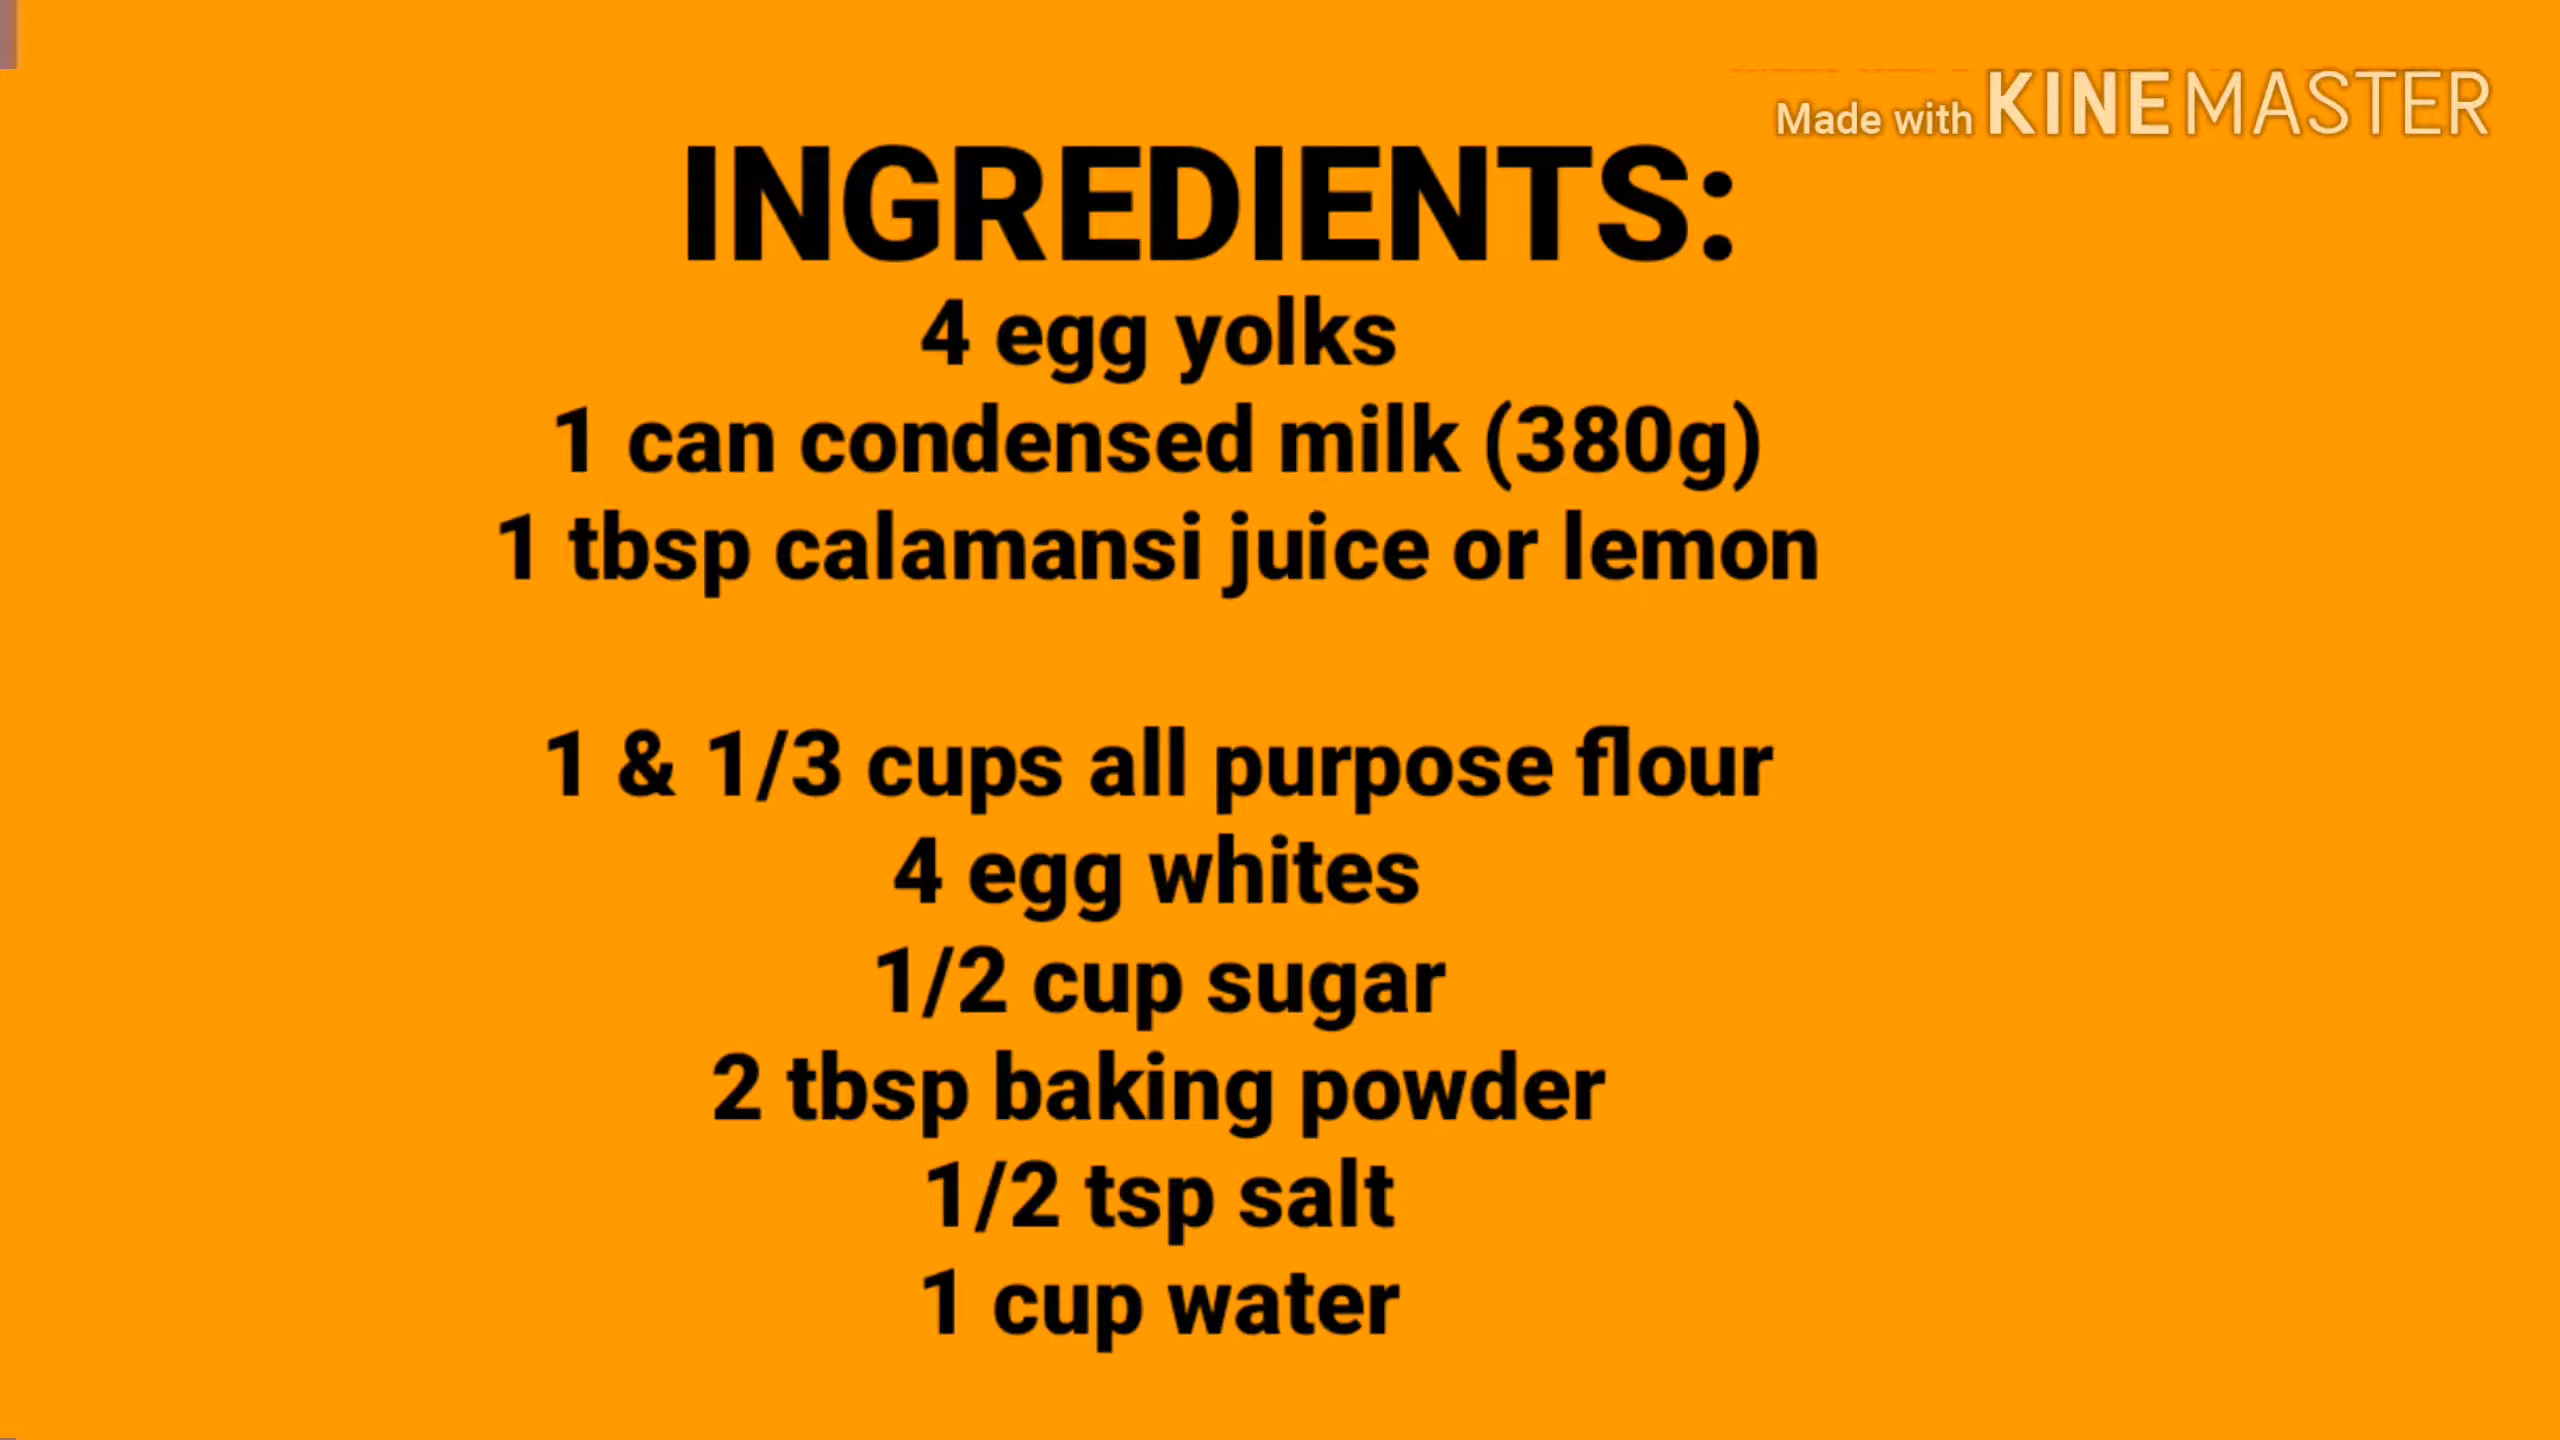 Made with KINEMASTER
INGREDIENTS:
4 egg yolks
1 can condensed milk (380g)
1 tbsp calamansi juice or lemon
1 & 1/3 cups all purpose flour
4 egg whites
1/2 cup sugar
2 tbsp baking powder
1/2 tsp salt
1 cup water